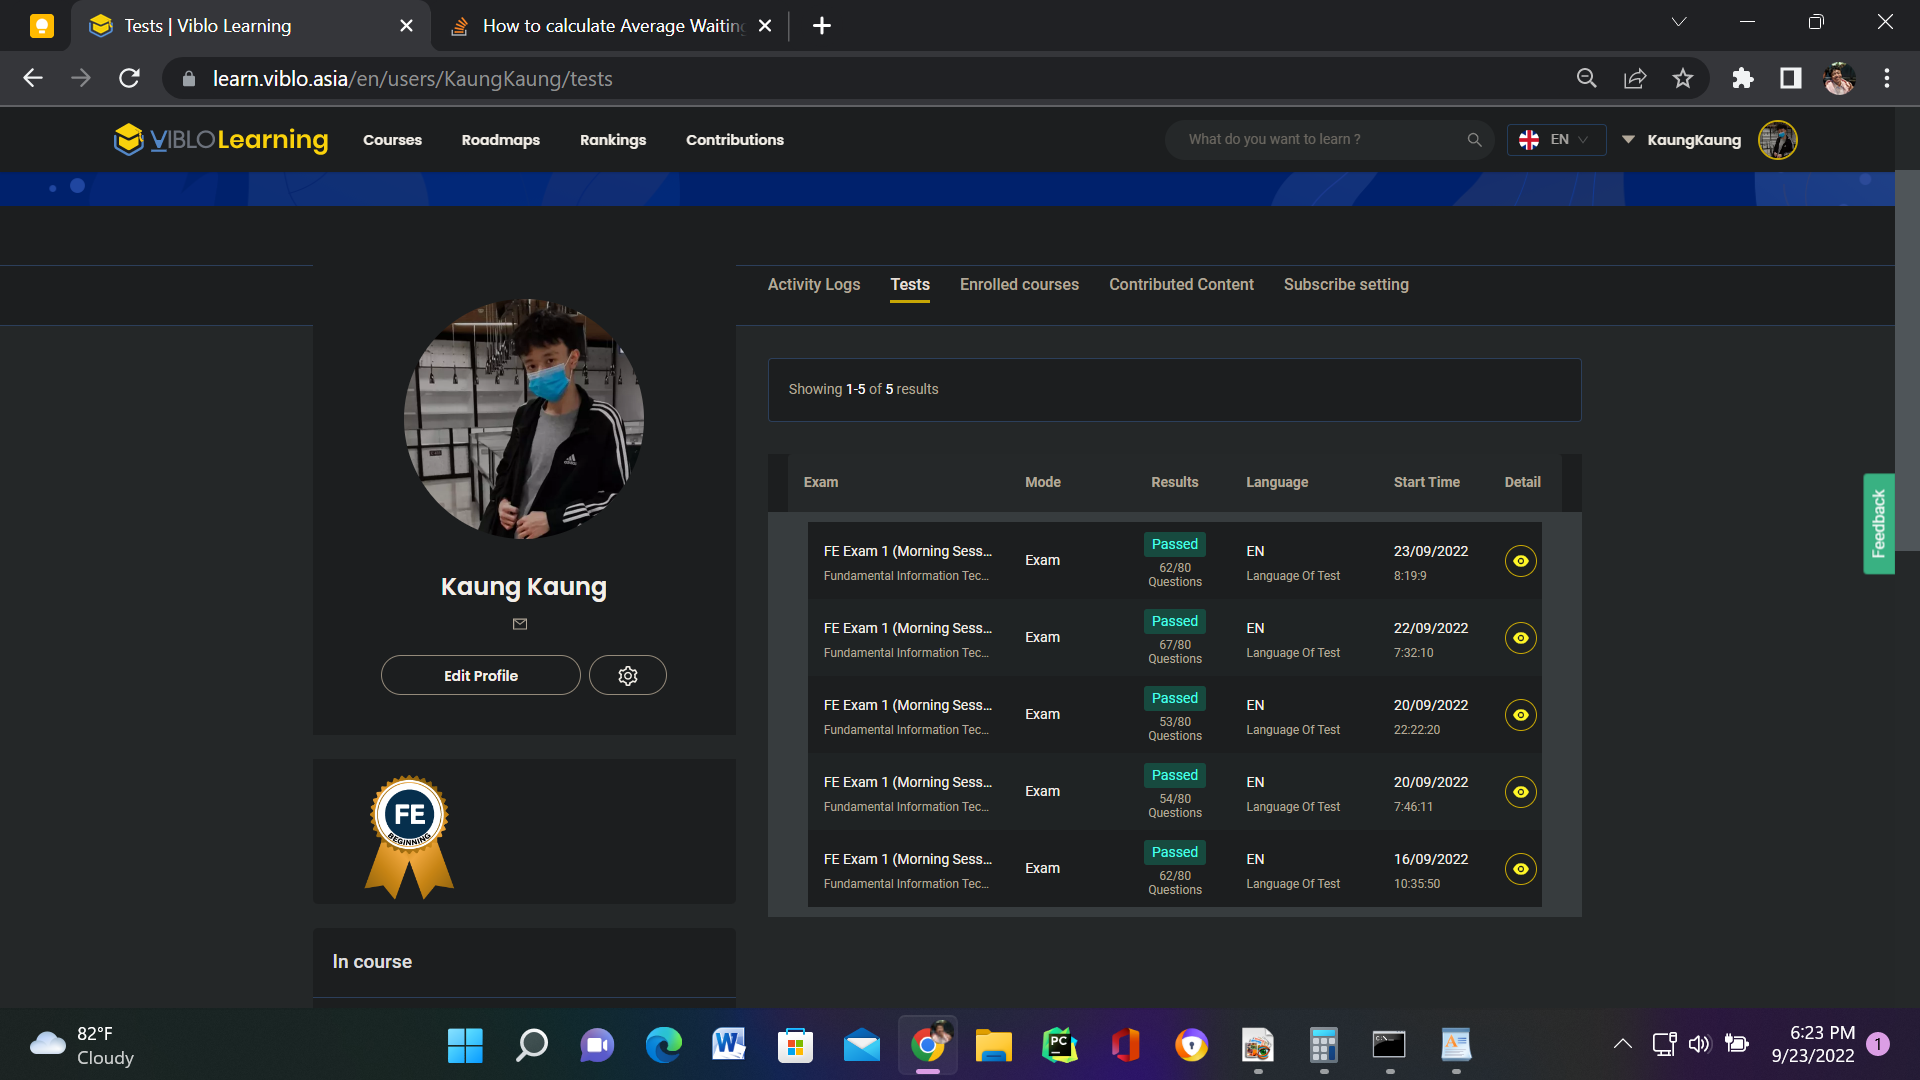 Tests | Viblo Learning
How to calculate Average Waiting
learn.viblo.asia/en/users/KaungKaung/tests
VIBLO Learning
Courses
Roadmaps
Rankings
Contributions
What do you want to learn ?
EN
KaungKaung
Activity Logs
Tests
Enrolled courses
Contributed Content
Subscribe setting
Kaung Kaung
Edit Profile
FE
BEGINNING
In course
Showing 1-5 of 5 results
Exam Mode Results Language Start Time Detail
FE Exam 1 (Morning Sess...
Fundamental Information Tec...
Exam
Passed
62/80
Questions
EN
Language Of Test
23/09/2022
8:19:9
FE Exam 1 (Morning Sess...
Fundamental Information Tec...
Exam
Passed
67/80
Questions
EN
Language Of Test
22/09/2022
7:32:10
FE Exam 1 (Morning Sess...
Fundamental Information Tec...
Exam
Passed
53/80
Questions
EN
Language Of Test
20/09/2022
22:22:20
FE Exam 1 (Morning Sess...
Fundamental Information Tec...
Exam
Passed
54/80
Questions
EN
Language Of Test
20/09/2022
7:46:11
FE Exam 1 (Morning Sess...
Fundamental Information Tec...
Exam
Passed
62/80
Questions
EN
Language Of Test
16/09/2022
10:35:50
Feedback
82°F
Cloudy
6:23 PM
9/23/2022
1